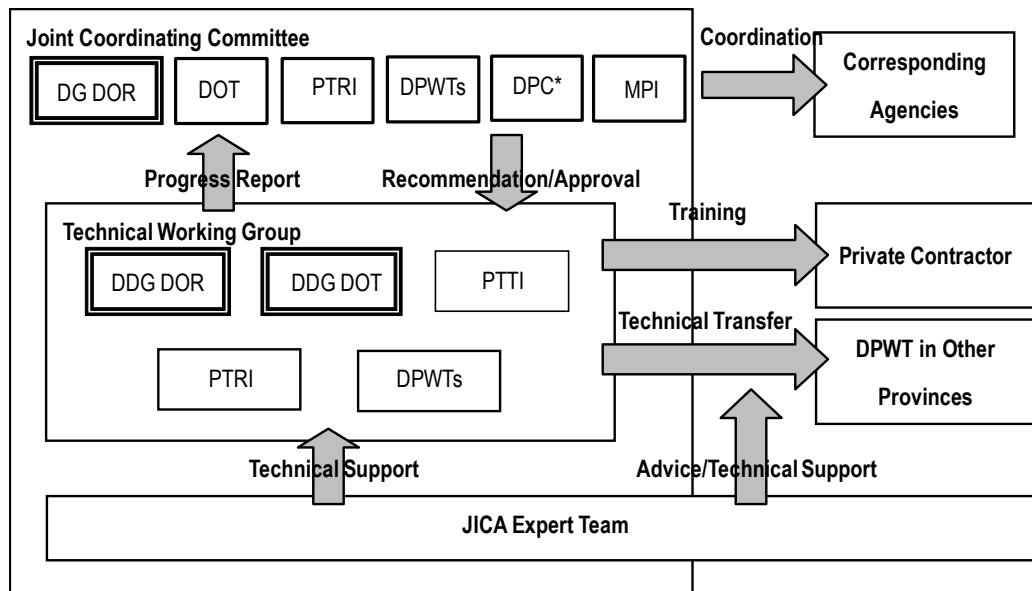 Joint Coordinating Committee
DG DOR
DOT
PTRI
DPWTs
DPC*
MPI
Coordination
Corresponding
Agencies
Progress Report
Recommendation/Approval
Technical Working Group
DDG DOR
DDG DOT
PTTI
PTRI
DPWTs
Training
Private Contractor
Technical Transfer
DPWT in Other
Provinces
Technical Support
Advice/Technical Support
JICA Expert Team